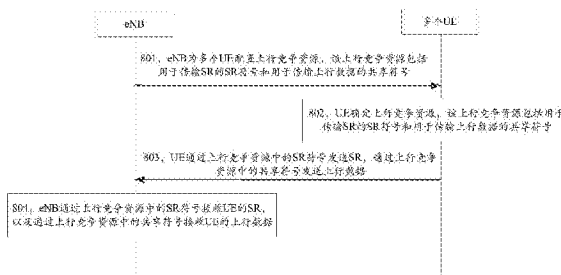 eNB
多个UE
801，eNB为多个UE配置上行竞争资源，该上行竞争资源包括
用于传输SR的SR符号和用于传输上行数据的共享符号
802，UE确定上行竞争资源，该上行竞争资源包括用于
传输SR的SR符号和用于传输上行数据的共享符号
803，UE通过上行竞争资源中的SR符号发送SR，通过上行竞争
资源中的共享符号发送上行数据
804，eNB通过上行竞争资源中的SR符号接收UE的SR，
以及通过上行竞争资源中的共享符号接收UE的上行数据